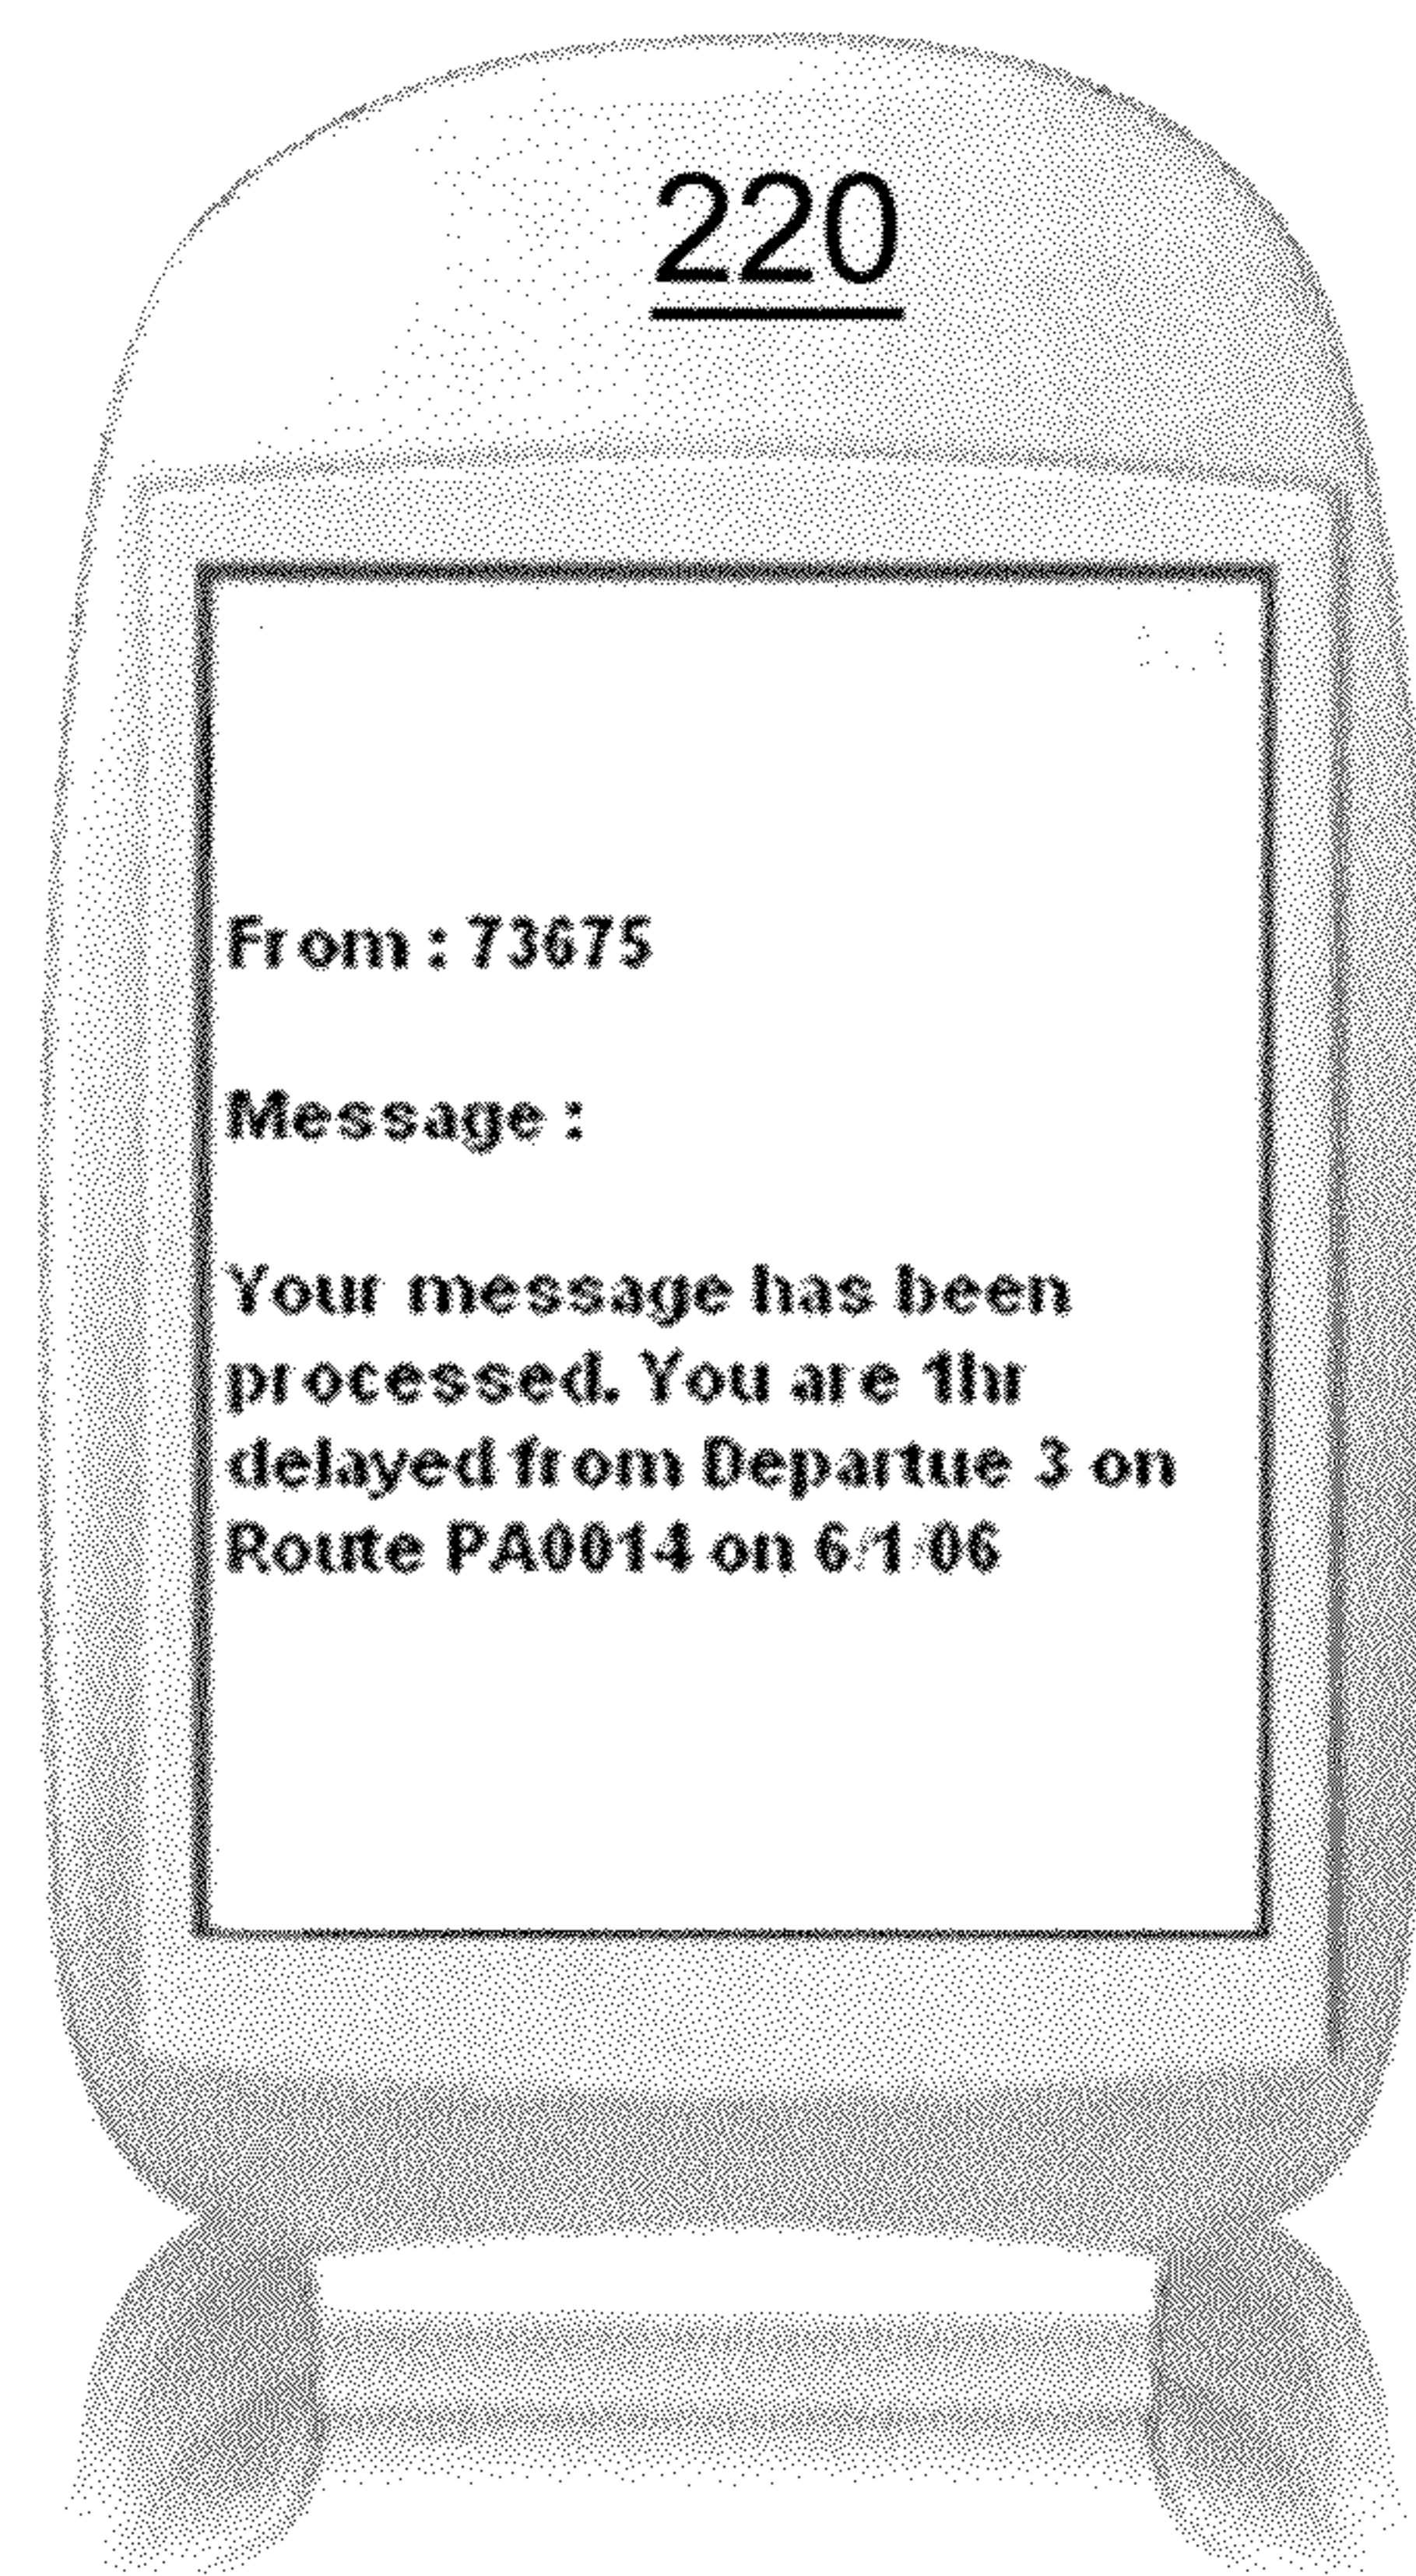 220
From : 73675
Message :
Your message has been
processed. You are 1hr
delayed from Departue 3 on
Route PA0014 on 6/1/06